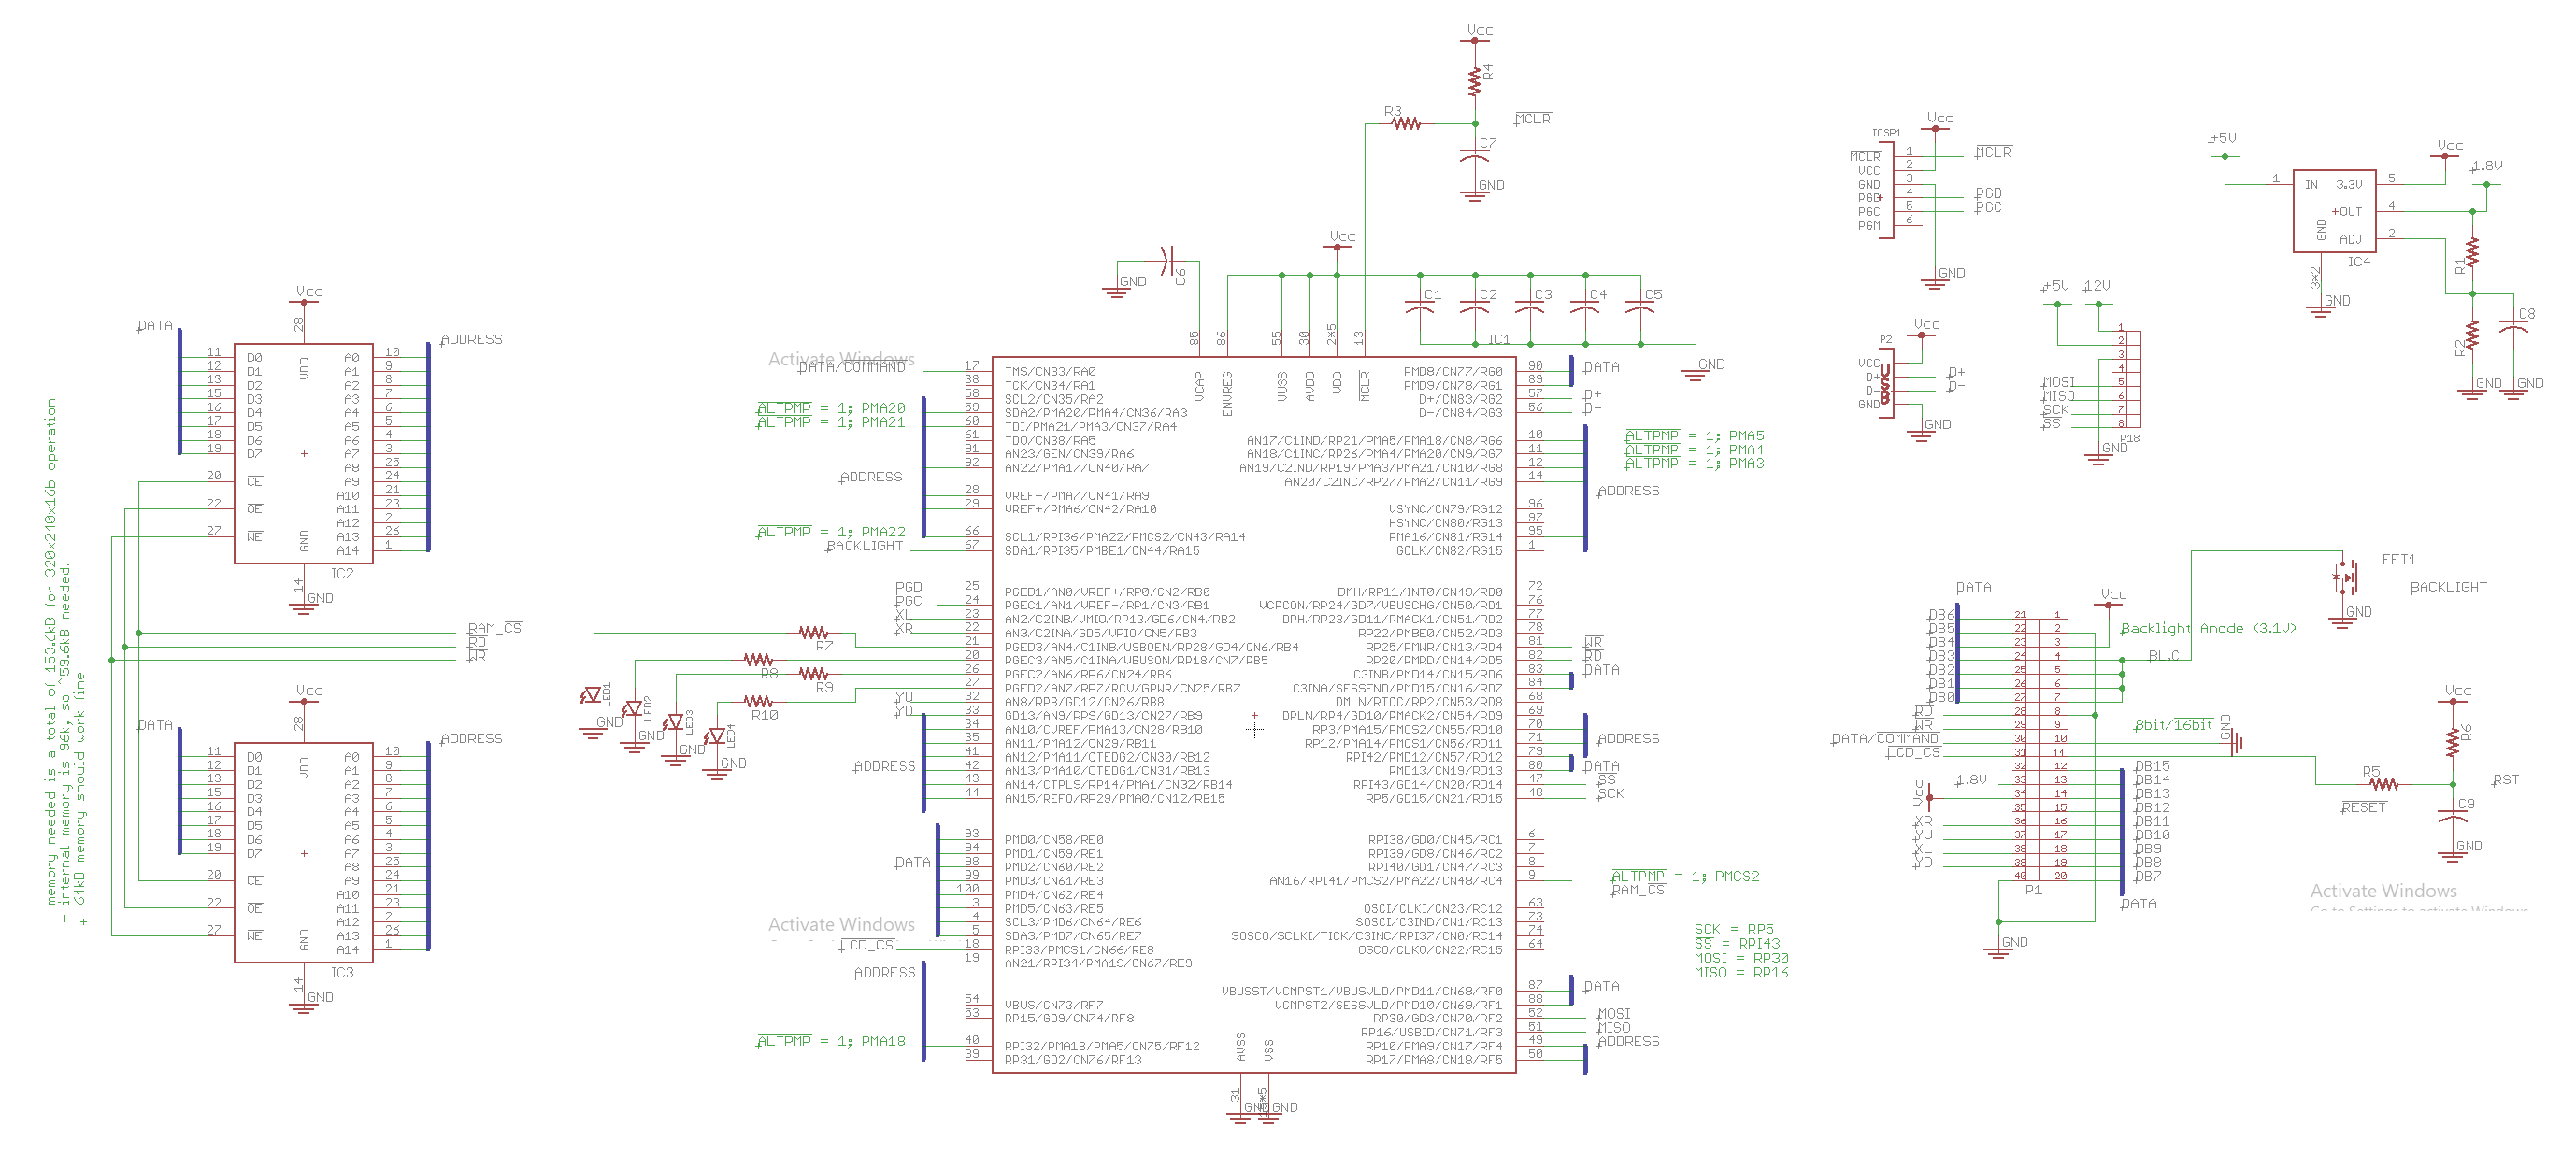 Vcc
R4
R3
MCLR
C7
GND
Vcc
C6
GND
C1
C2
C3
C4
C5
GND
IC1
85
86
55
30
2*5
13
VCAP
ENVREG
VUSB
AVDD
VDD
MCLR
Activate Windows
DATA/COMMAND
ALTPMP = 1; PMA20
ALTPMP = 1; PMA21
ADDRESS
ALTPMP = 1; PMA22
BACKLIGHT
PGD
PGC
XL
XR
R7
R8
R9
R10
YU
YD
LED1
LED2
LED3
LED4
GND
GND
GND
GND
ADDRESS
DATA
Activate Windows
LCD_CS
ADDRESS
ALTPMP = 1; PMA18
17 TMS/CN33/RA0
38 TCK/CN34/RA1
58 SCL2/CN35/RA2
59 SDA2/PMA20/PMA4/CN36/RA3
60 TDI/PMA21/PMA3/CN37/RA4
61 TDO/CN38/RA5
91 AN23/GEN/CN39/RA6
92 AN22/PMA17/CN40/RA7
28 VREF-/PMA7/CN41/RA9
29 VREF+/PMA6/CN42/RA10
66 SCL1/RPI36/PMA22/PMCS2/CN43/RA14
67 SDA1/RPI35/PMBE1/CN44/RA15
25 PGED1/AN0/VREF+/RP0/CN2/RB0
24 PGEC1/AN1/VREF-/RP1/CN3/RB1
23 AN2/C2INB/VMIO/RP13/GD6/CN4/RB2
22 AN3/C2INA/GD5/VPIO/CN5/RB3
21 PGED3/AN4/C1INB/USBOEN/RP28/GD4/CN6/RB4
20 PGEC3/AN5/C1INA/VBUSON/RP18/CN7/RB5
26 PGEC2/AN6/RP6/CN24/RB6
27 PGED2/AN7/RP7/RCV/GPWR/CN25/RB7
32 AN8/RP8/GD12/CN26/RB8
33 GD13/AN9/RP9/GD13/CN27/RB9
34 AN10/CVREF/PMA13/CN28/RB10
35 AN11/PMA12/CN29/RB11
41 AN12/PMA11/CTEDG2/CN30/RB12
42 AN13/PMA10/CTEDG1/CN31/RB13
43 AN14/CTPLS/RP14/PMA1/CN32/RB14
44 AN15/REFO/RP29/PMA0/CN12/RB15
93 PMD0/CN58/RE0
94 PMD1/CN59/RE1
98 PMD2/CN60/RE2
99 PMD3/CN61/RE3
100 PMD4/CN62/RE4
3 PMD5/CN63/RE5
4 SCL3/PMD6/CN64/RE6
5 SDA3/PMD7/CN65/RE7
18 RPI33/PMCS1/CN66/RE8
19 AN21/RPI34/PMA19/CN67/RE9
54 VBUS/CN73/RF7
53 RP15/GD9/CN74/RF8
40 RPI32/PMA18/PMA5/CN75/RF12
39 RP31/GD2/CN76/RF13
PMD8/CN77/RG0 90
PMD9/CN78/RG1 89
D+/CN83/RG2 57
D-/CN84/RG3 56
AN17/C1IND/RP21/PMA5/PMA18/CN8/RG6 10
AN18/C1INC/RP26/PMA4/PMA20/CN9/RG7 11
AN19/C2IND/RP19/PMA3/PMA21/CN10/RG8 12
AN20/C2INC/RP27/PMA2/CN11/RG9 14
VSYNC/CN79/RG12 96
HSYNC/CN80/RG13 97
PMA16/CN81/RG14 95
GCLK/CN82/RG15 1
DMH/RP11/INT0/CN49/RD0 72
VCPCON/RP24/GD7/VBUSCHG/CN50/RD1 76
DPH/RP23/GD11/PMACK1/CN51/RD2 77
RP22/PMBE0/CN52/RD3 78
RP25/PMWR/CN13/RD4 81
RP20/PMRD/CN14/RD5 82
C3INB/PMD14/CN15/RD6 83
C3INA/SESSEND/PMD15/CN16/RD7 84
DMLN/RTCC/RP2/CN53/RD8 68
DPLN/RP4/GD10/PMACK2/CN54/RD9 69
RP3/PMA15/PMCS2/CN55/RD10 70
RP12/PMA14/PMCS1/CN56/RD11 71
RPI42/PMD12/CN57/RD12 79
PMD13/CN19/RD13 80
RPI43/GD14/CN20/RD14 47
RP5/GD15/CN21/RD15 48
RPI38/GD0/CN45/RC1 6
RPI39/GD8/CN46/RC2 7
RPI40/GD1/CN47/RC3 8
AN16/RPI41/PMCS2/PMA22/CN48/RC4 9
OSCI/CLKI/CN23/RC12 63
SOSCI/C3IND/CN1/RC13 73
SOSCO/SCLKI/TICK/C3INC/RPI37/CN0/RC14 74
OSCO/CLKO/CN22/RC15 64
VBUSST/VCMPST1/VBUSVLD/PMD11/CN68/RF0 87
VCMPST2/SESSVLD/PMD10/CN69/RF1 88
RP30/GD3/CN70/RF2 52
RP16/USBID/CN71/RF3 51
RP10/PMA9/CN17/RF4 49
RP17/PMA8/CN18/RF5 50
AVSS
VSS
31
GND
GND
DATA
D+
D-
ALTPMP = 1; PMA5
ALTPMP = 1; PMA4
ALTPMP = 1; PMA3
ADDRESS
WR
RD
DATA
ADDRESS
DATA
SS
SCK
ALTPMP = 1; PMCS2
RAM_CS
SCK = RP5
SS = RPI43
MOSI = RP30
MISO = RP16
DATA
MOSI
MISO
ADDRESS
- memory needed is a total of 153.6kB for 320x240x16b operation
- internal memory is 96k, so ~59.6kB needed.
+ 64kB memory should work fine
Vcc
28
DATA
ADDRESS
VDD
11 D0
12 D1
13 D2
15 D3
16 D4
17 D5
18 D6
19 D7
20 CE
22 OE
27 WE
A0 10
A1 9
A2 8
A3 7
A4 6
A5 5
A6 4
A7 3
A8 25
A9 24
A10 21
A11 23
A12 2
A13 26
A14 1
GND
14
GND
IC2
RAM_CS
RD
WR
Vcc
28
DATA
ADDRESS
VDD
11 D0
12 D1
13 D2
15 D3
16 D4
17 D5
18 D6
19 D7
20 CE
22 OE
27 WE
A0 10
A1 9
A2 8
A3 7
A4 6
A5 5
A6 4
A7 3
A8 25
A9 24
A10 21
A11 23
A12 2
A13 26
A14 1
GND
14
GND
IC3
ICSP1
Vcc
MCLR 1 MCLR
VCC 2
GND 3
PGD 4 PGD
PGC 5 PGC
PGM 6
GND
P2
Vcc
VCC
D+ D+
D- D-
GND
USB
GND
+5V
12V
1
2
3
4
MOSI 5
MISO 6
SCK 7
SS 8
GND
P18
+5V
Vcc
1.8V
1 IN
3.3V 5
+OUT 4
ADJ 2
GND
3*2
GND
IC4
R1
R2
C8
GND
GND
FET1
BACKLIGHT
GND
DATA
Vcc
Backlight Anode (3.1V)
BL.C
DB6 21 1
DB5 22 2
DB4 23 3
DB3 24 4
DB2 25 5
DB1 26 6
DB0 27 7
RD 28 8
WR 29 9
DATA/COMMAND 30 10
LCD_CS 31 11
32 12 DB15
1.8V 33 13 DB14
Vcc 34 14 DB13
35 15 DB12
XR 36 16 DB11
YU 37 17 DB10
XL 38 18 DB9
YD 39 19 DB8
40 20 DB7
P1
DATA
GND
8bit/16bit
GND
Vcc
R6
R5
RST
RESET
C9
GND
Activate Windows